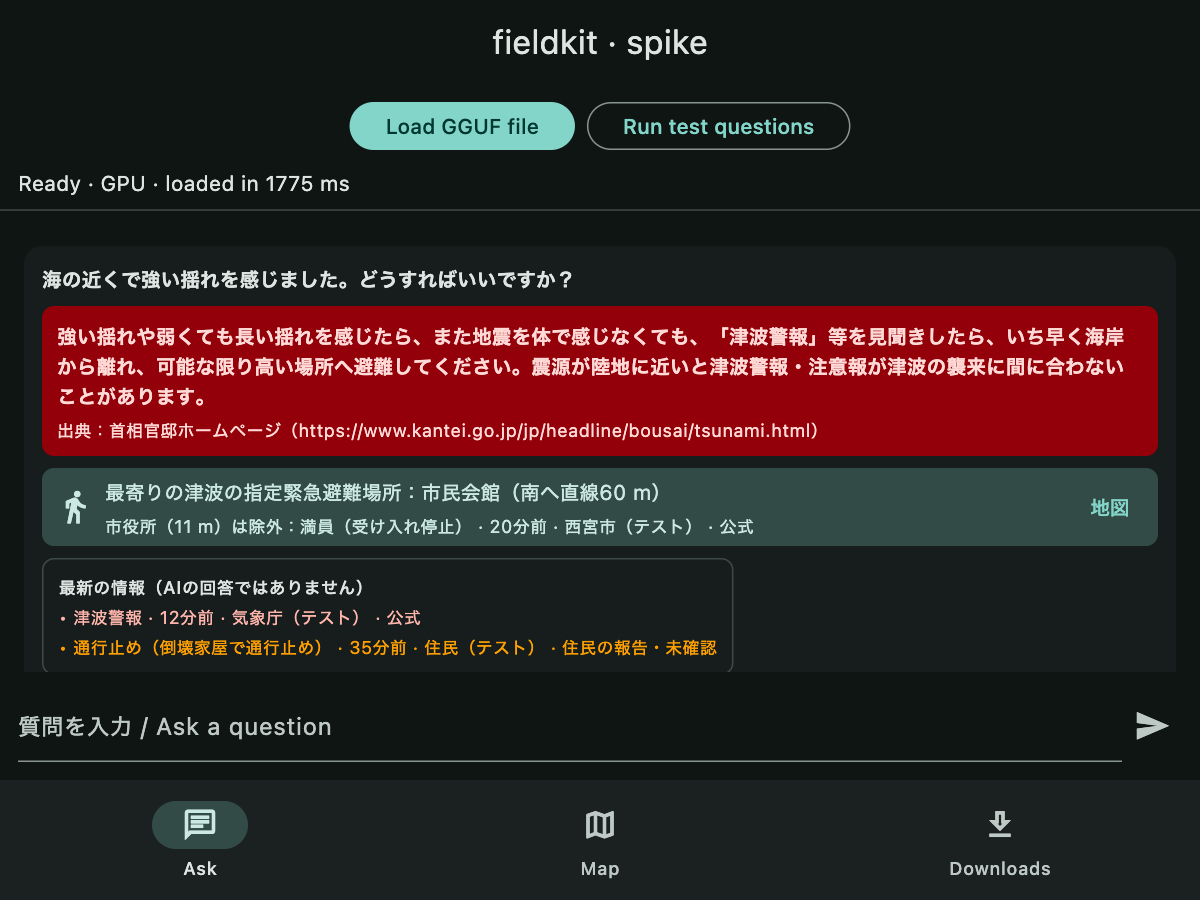 fieldkit · spike
Load GGUF file
Run test questions
Ready · GPU · loaded in 1775 ms
海の近くで強い揺れを感じました。どうすればいいですか？
強い揺れや弱くても長い揺れを感じたら、また地震を体で感じなくても、「津波警報」等を見聞きしたら、いち早く海岸
から離れ、可能な限り高い場所へ避難してください。震源が陸地に近いと津波警報・注意報が津波の襲来に間に合わない
ことがあります。
出典：首相官邸ホームページ（https://www.kantei.go.jp/jp/headline/bousai/tsunami.html）
最寄りの津波の指定緊急避難場所：市民会館（南へ直線60 m）
市役所（11 m）は除外：満員（受け入れ停止） · 20分前 · 西宮市（テスト） · 公式
地図
最新の情報（AIの回答ではありません）
• 津波警報 · 12分前 · 気象庁（テスト） · 公式
• 通行止め（倒壊家屋で通行止め） · 35分前 · 住民（テスト） · 住民の報告・未確認
質問を入力 / Ask a question
Ask
Map
Downloads